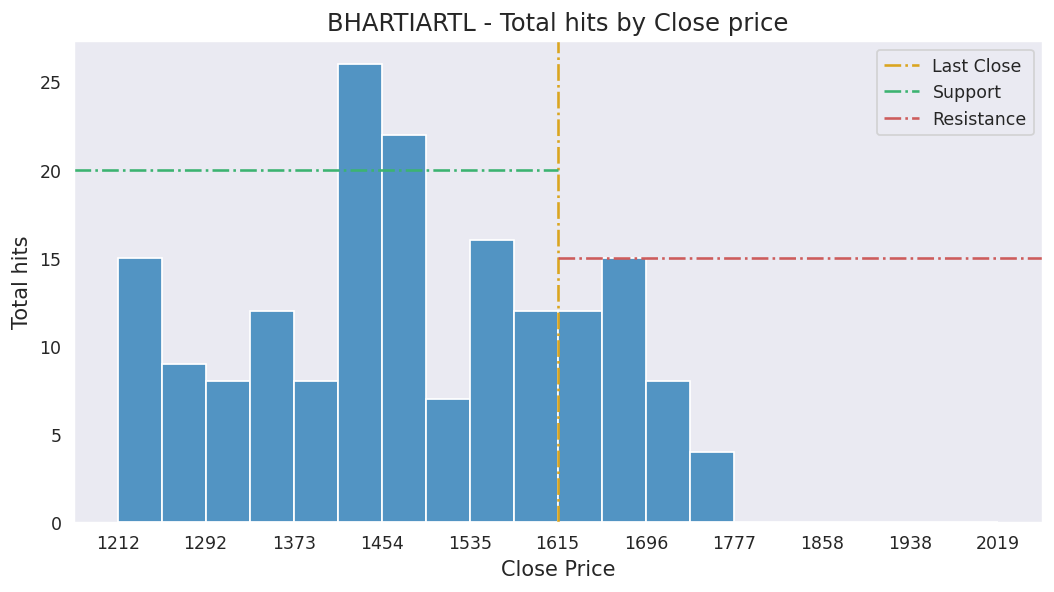 BHARTIARTL - Total hits by Close price
Last Close
Support
Resistance
Total hits
25
20
15
10
5
0
1212 1292 1373 1454 1535 1615 1696 1777 1858 1938 2019
Close Price